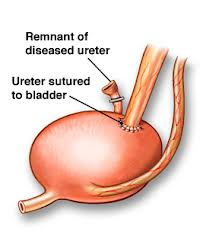 Remnant of
diseased ureter
Ureter sutured
to bladder